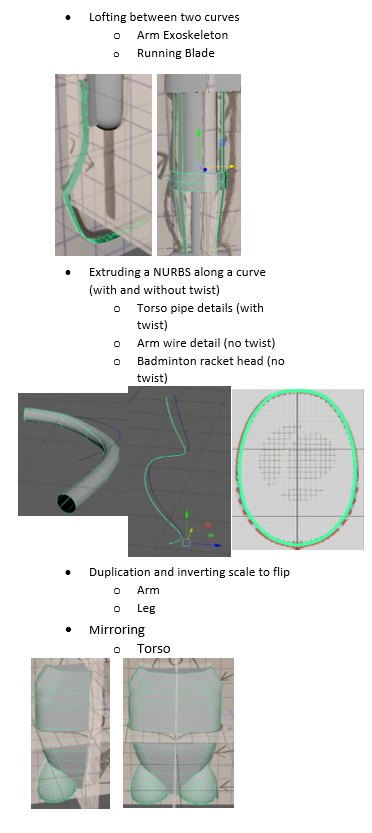 Lofting between two curves
Arm Exoskeleton
Running Blade
Extruding a NURBS along a curve
(with and without twist)
Torso pipe details (with
twist)
Arm wire detail (no twist)
Badminton racket head (no
twist)
Duplication and inverting scale to flip
Arm
Leg
Mirroring
Torso